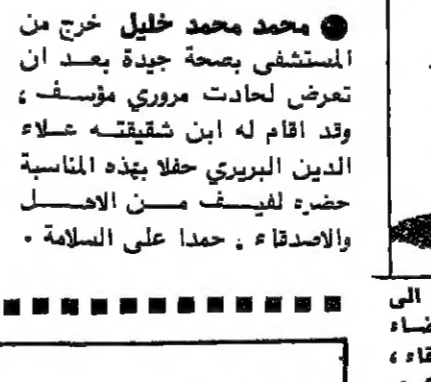 ● محمد محمد خليل خرج من
المستشفى بصحة جيدة بعد ان
تعرض لحادث مروري مؤسف ،
وقد اقام له ابن شقيقته علاء
الدين البربري حفلا بهذه المناسبة
حضره لفيف من الاهل
والاصدقاء . حمدا على السلامة .
الى